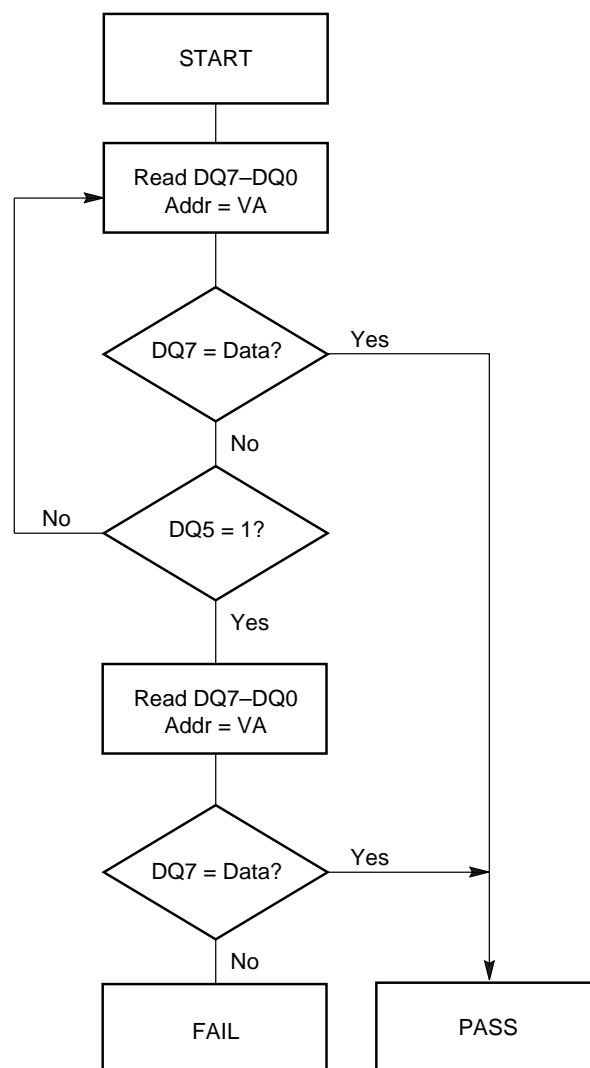 START
Read DQ7–DQ0
Addr = VA
DQ7 = Data?
Yes
No
DQ5 = 1?
No
Yes
Read DQ7–DQ0
Addr = VA
DQ7 = Data?
Yes
No
FAIL
PASS